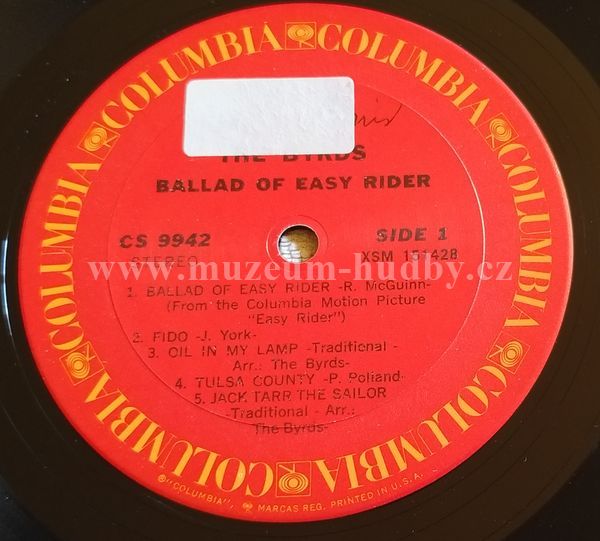 COLUMBIA COLUMBIA COLUMBIA COLUMBIA COLUMBIA COLUMBIA
THE BYRDS
BALLAD OF EASY RIDER
CS 9942 SIDE 1
STEREO XSM 151428
www.muzeum-hudby.cz
1. BALLAD OF EASY RIDER -R. McGuinn-
(From the Columbia Motion Picture
"Easy Rider")
2. FIDO -J. York-
3. OIL IN MY LAMP -Traditional -
Arr.: The Byrds-
4. TULSA COUNTY -P. Polland-
5. JACK TARR THE SAILOR
-Traditional - Arr.:
The Byrds-
℗"COLUMBIA", MARCAS REG. PRINTED IN U.S.A.